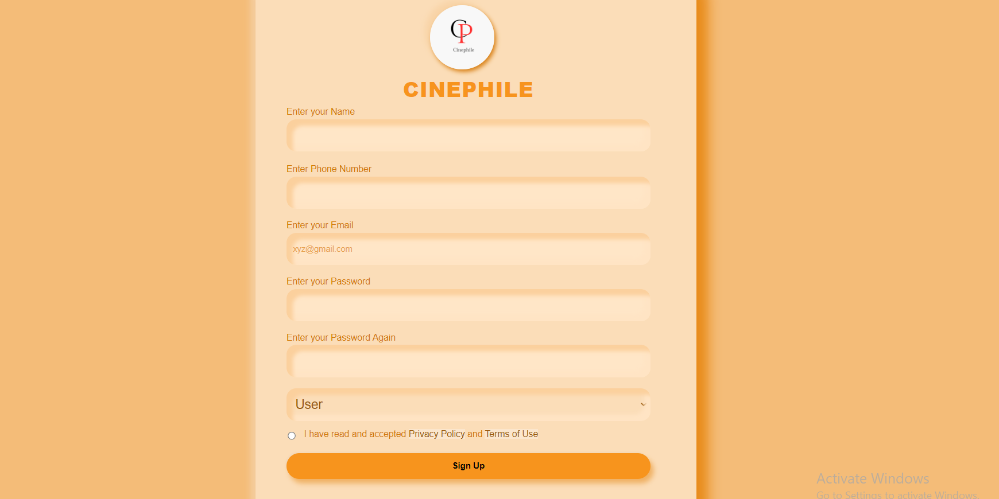 CP
Cinephile
CINEPHILE
Enter your Name
Enter Phone Number
Enter your Email
xyz@gmail.com
Enter your Password
Enter your Password Again
User
I have read and accepted Privacy Policy and Terms of Use
Sign Up
Activate Windows
Go to Settings to activate Windows.